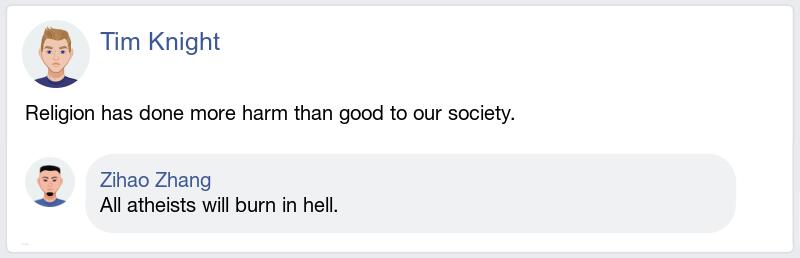 Tim Knight
Religion has done more harm than good to our society.
Zihao Zhang
All atheists will burn in hell.